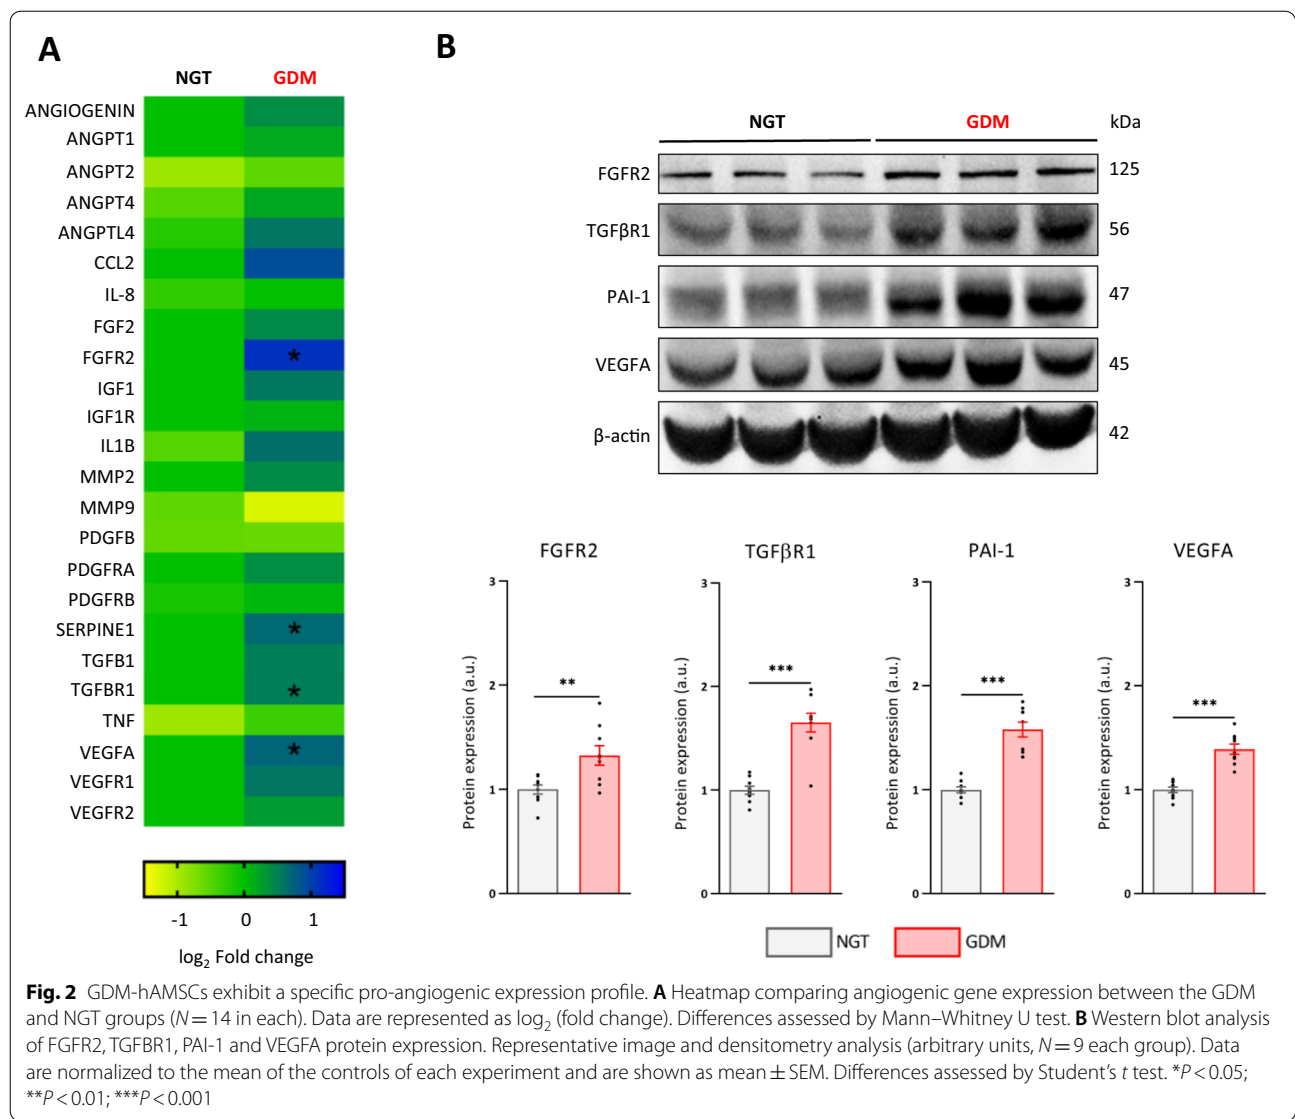 A
NGT GDM
ANGIOGENIN
ANGPT1
ANGPT2
ANGPT4
ANGPTL4
CCL2
IL-8
FGF2
FGFR2 *
IGF1
IGF1R
IL1B
MMP2
MMP9
PDGFB
PDGFRA
PDGFRB
SERPINE1 *
TGFB1
TGFBR1 *
TNF
VEGFA *
VEGFR1
VEGFR2
-1 0 1
log2 Fold change
B
NGT GDM kDa
FGFR2 125
TGFβR1 56
PAI-1 47
VEGFA 45
β-actin 42
FGFR2
Protein expression (a.u.)
3
2
1
0
**
TGFβR1
Protein expression (a.u.)
3
2
1
0
***
PAI-1
Protein expression (a.u.)
3
2
1
0
***
VEGFA
Protein expression (a.u.)
3
2
1
0
***
NGT GDM
Fig. 2 GDM-hAMSCs exhibit a specific pro-angiogenic expression profile. A Heatmap comparing angiogenic gene expression between the GDM
and NGT groups (N = 14 in each). Data are represented as log2 (fold change). Differences assessed by Mann–Whitney U test. B Western blot analysis
of FGFR2, TGFBR1, PAI-1 and VEGFA protein expression. Representative image and densitometry analysis (arbitrary units, N = 9 each group). Data
are normalized to the mean of the controls of each experiment and are shown as mean ± SEM. Differences assessed by Student's t test. *P < 0.05;
**P < 0.01; ***P < 0.001